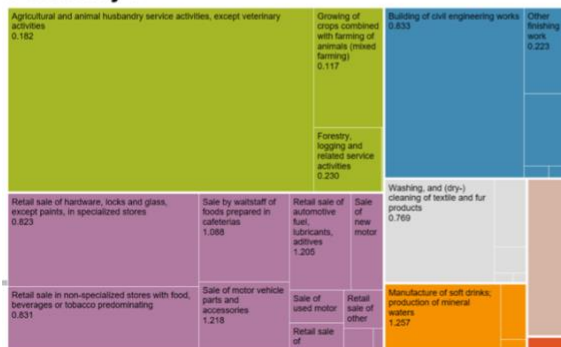 Agricultural and animal husbandry service activities, except veterinary
activities
0.182
Growing of
crops combined
with farming of
animals (mixed
farming)
0.117
Forestry,
logging and
related service
activities
0.230
Building of civil engineering works
0.833
Other
finishing
work
0.223
Retail sale of hardware, locks and glass,
except paints, in specialized stores
0.823
Sale by waitstaff of
foods prepared in
cafeterias
1.088
Retail sale of
automotive
fuel,
lubricants,
aditives
1.205
Sale
of
new
motor
Washing, and (dry-)
cleaning of textile and fur
products
0.769
Retail sale in non-specialized stores with food,
beverages or tobacco predominating
0.831
Sale of motor vehicle
parts and
accessories
1.218
Sale of
used motor
Retail
sale of
other
Retail sale
of
Manufacture of soft drinks;
production of mineral
waters
1.257